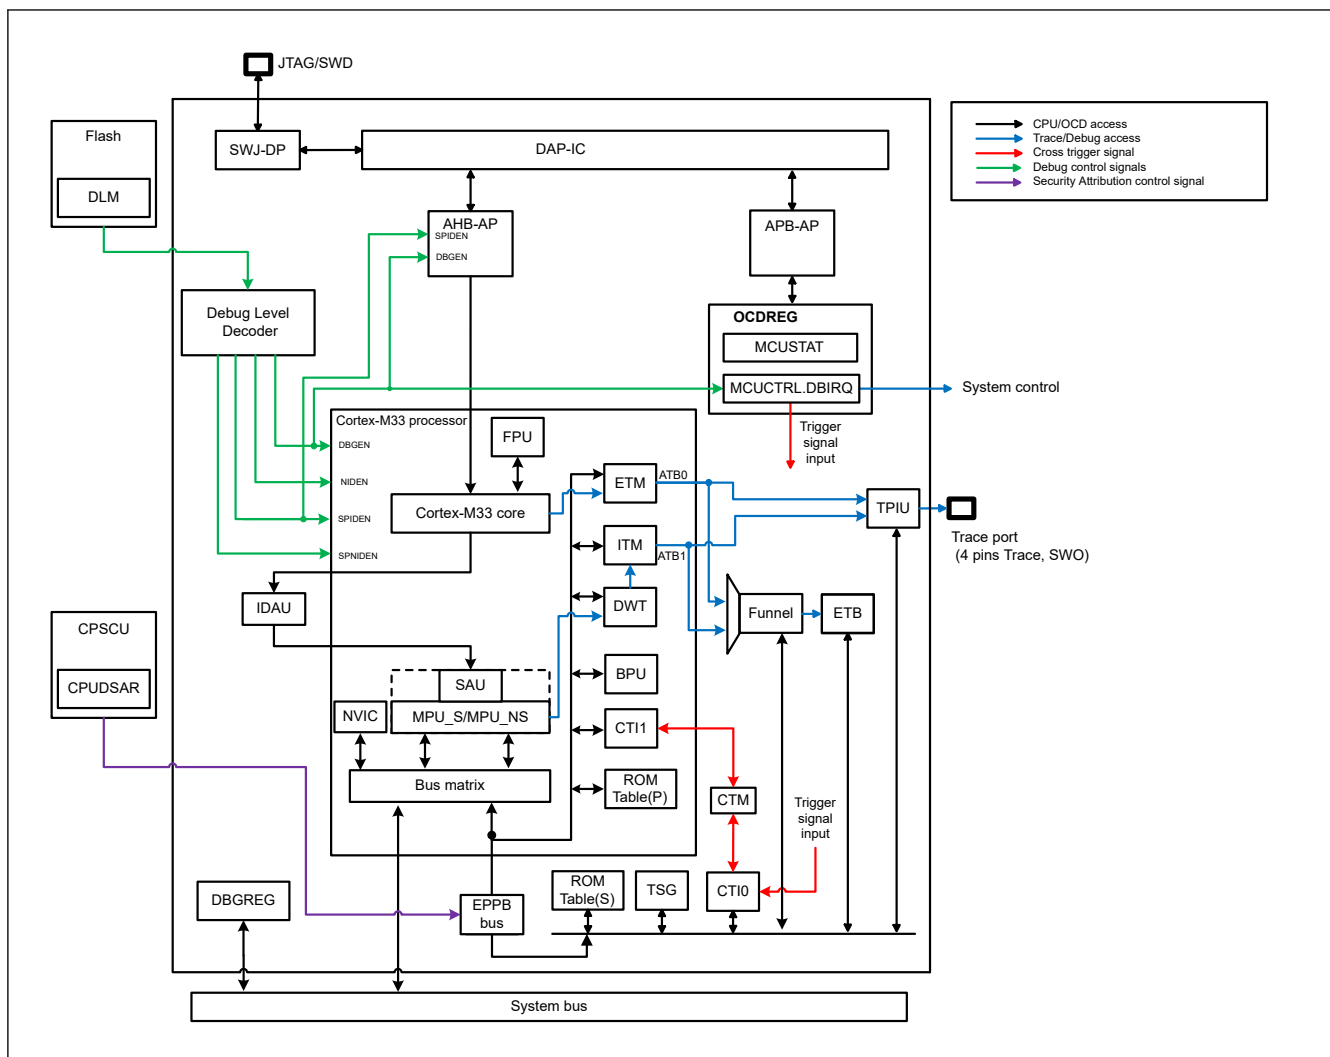 JTAG/SWD
Flash
DLM
SWJ-DP
DAP-IC
CPU/OCD access
Trace/Debug access
Cross trigger signal
Debug control signals
Security Attribution control signal
AHB-AP
SPIDEN
DBGEN
APB-AP
Debug Level
Decoder
OCDREG
MCUSTAT
MCUCTRL.DBIRQ
System control
Trigger
signal
input
Cortex-M33 processor
DBGEN
NIDEN
SPIDEN
SPNIDEN
FPU
Cortex-M33 core
ETM
ATB0
ITM
ATB1
DWT
TPIU
Trace port
(4 pins Trace, SWO)
Funnel
ETB
IDAU
CPSCU
CPUDSAR
SAU
NVIC
MPU_S/MPU_NS
Bus matrix
BPU
CTI1
ROM
Table(P)
CTM
Trigger
signal
input
DBGREG
EPPB
bus
ROM
Table(S)
TSG
CTI0
System bus